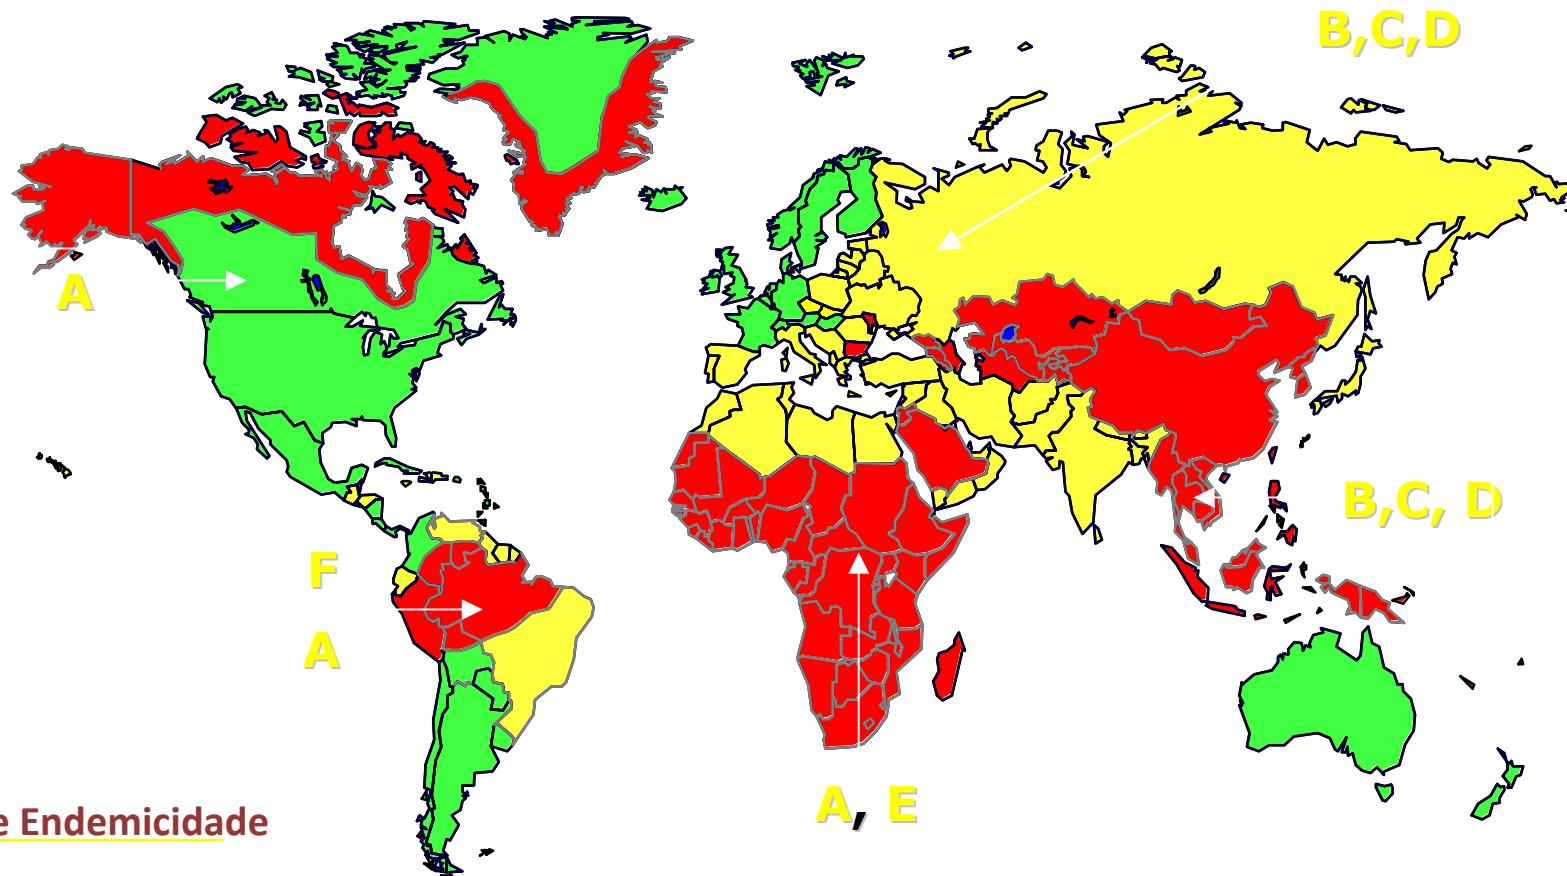 B,C,D
A
B,C, D
F
A
A, E
e Endemicidade